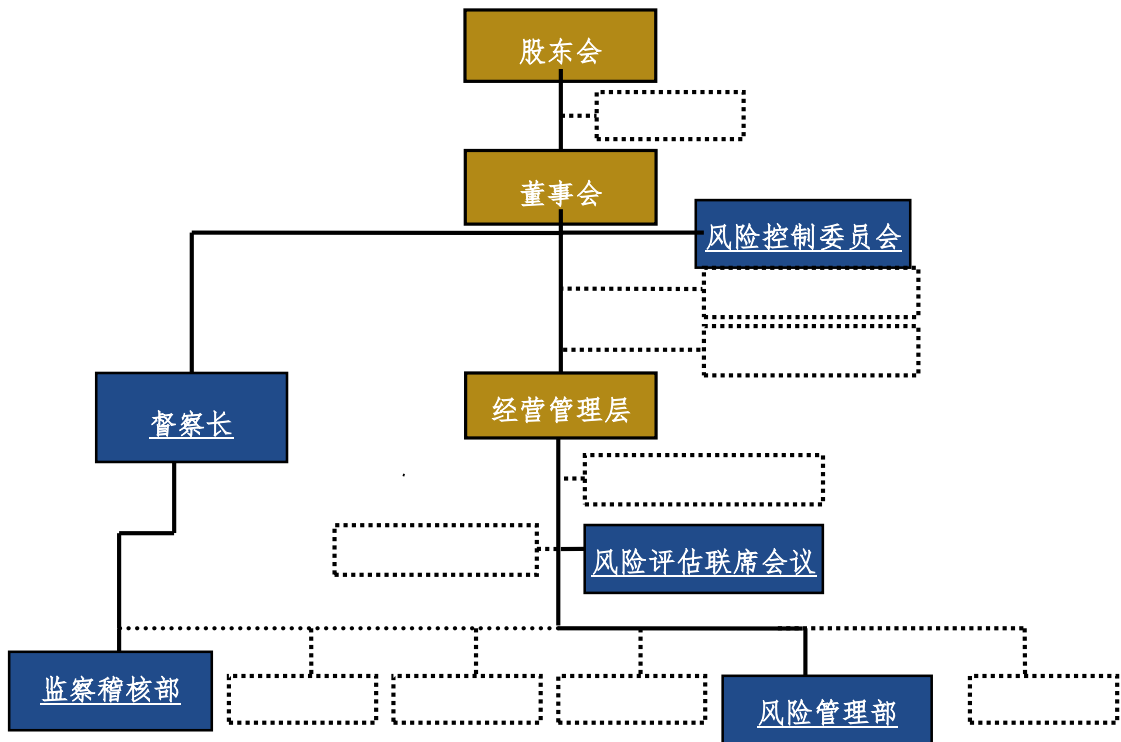 股东会
董事会
风险控制委员会
督察长
经营管理层
风险评估联席会议
监察稽核部
风险管理部